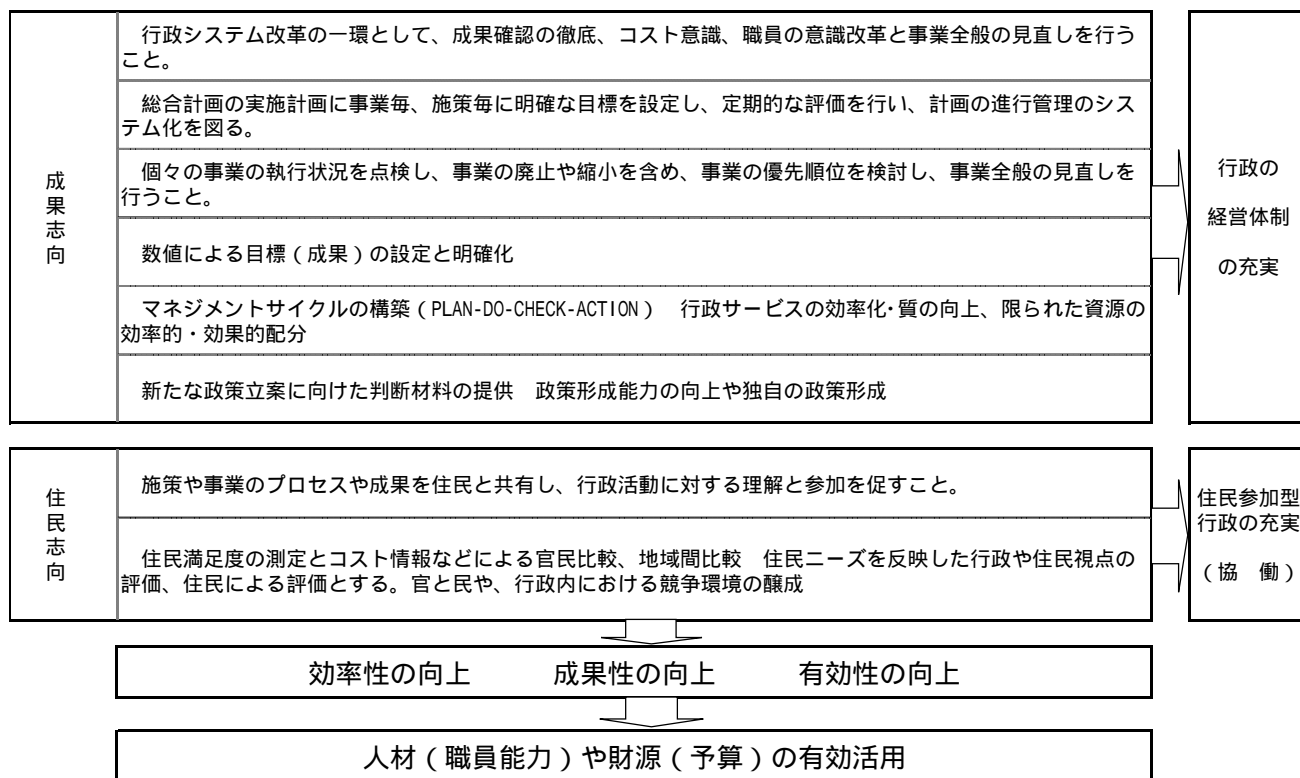 成果志向
行政システム改革の一環として、成果確認の徹底、コスト意識、職員の意識改革と事業全般の見直しを行う
こと。
総合計画の実施計画に事業毎、施策毎に明確な目標を設定し、定期的な評価を行い、計画の進行管理のシス
テム化を図る。
個々の事業の執行状況を点検し、事業の廃止や縮小を含め、事業の優先順位を検討し、事業全般の見直しを
行うこと。
数値による目標（成果）の設定と明確化
マネジメントサイクルの構築（PLAN-DO-CHECK-ACTION）　行政サービスの効率化・質の向上、限られた資源の
効率的・効果的配分
新たな政策立案に向けた判断材料の提供　政策形成能力の向上や独自の政策形成
行政の
経営体制
の充実
住民志向
施策や事業のプロセスや成果を住民と共有し、行政活動に対する理解と参加を促すこと。
住民満足度の測定とコスト情報などによる官民比較、地域間比較　住民ニーズを反映した行政や住民視点の
評価、住民による評価とする。官と民や、行政内における競争環境の醸成
住民参加型
行政の充実
（協　働）
効率性の向上　　成果性の向上　　有効性の向上
人材（職員能力）や財源（予算）の有効活用